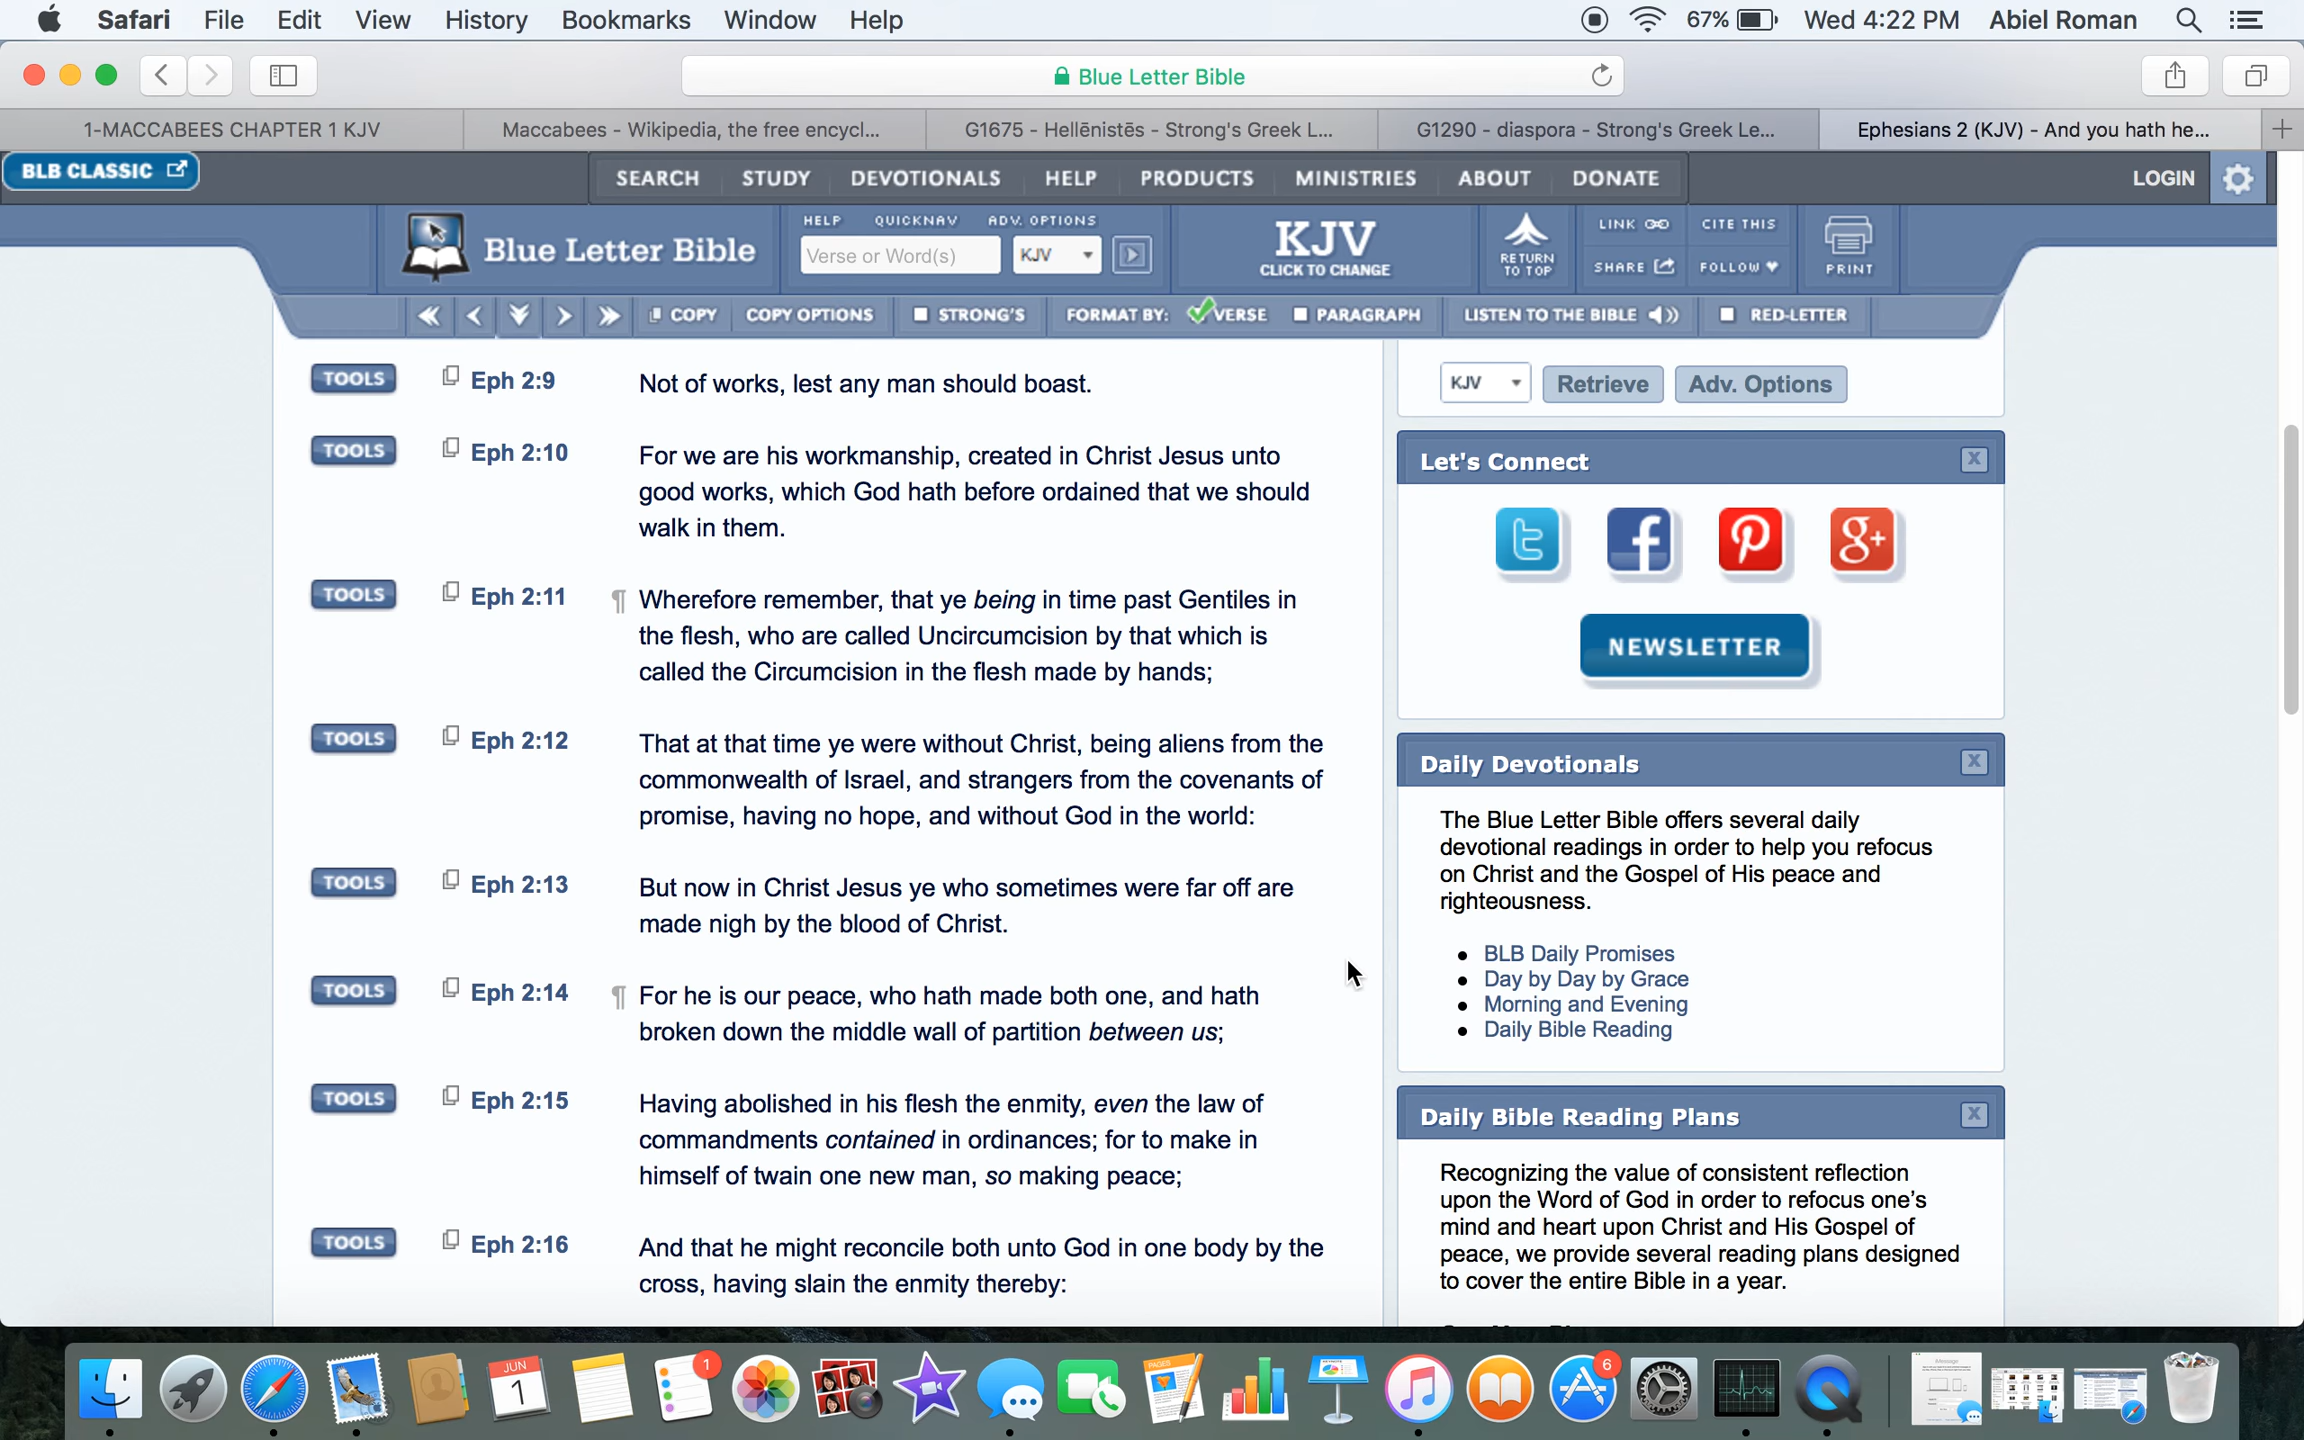 Safari File Edit View History Bookmarks Window Help 67% Wed 4:22 PM Abiel Roman
Blue Letter Bible
1-MACCABEES CHAPTER 1 KJV Maccabees - Wikipedia, the free encycl... G1675 - Hellēnistēs - Strong's Greek L... G1290 - diaspora - Strong's Greek Le... Ephesians 2 (KJV) - And you hath he...
BLB CLASSIC SEARCH STUDY DEVOTIONALS HELP PRODUCTS MINISTRIES ABOUT DONATE LOGIN
HELP QUICKNAV ADV. OPTIONS
Blue Letter Bible Verse or Word(s) KJV
KJV
CLICK TO CHANGE
RETURN
TO TOP
LINK CITE THIS
SHARE FOLLOW
PRINT
COPY COPY OPTIONS STRONG'S FORMAT BY: VERSE PARAGRAPH LISTEN TO THE BIBLE RED-LETTER
TOOLS Eph 2:9 Not of works, lest any man should boast.
TOOLS Eph 2:10 For we are his workmanship, created in Christ Jesus unto
good works, which God hath before ordained that we should
walk in them.
TOOLS Eph 2:11 ¶ Wherefore remember, that ye being in time past Gentiles in
the flesh, who are called Uncircumcision by that which is
called the Circumcision in the flesh made by hands;
TOOLS Eph 2:12 That at that time ye were without Christ, being aliens from the
commonwealth of Israel, and strangers from the covenants of
promise, having no hope, and without God in the world:
TOOLS Eph 2:13 But now in Christ Jesus ye who sometimes were far off are
made nigh by the blood of Christ.
TOOLS Eph 2:14 ¶ For he is our peace, who hath made both one, and hath
broken down the middle wall of partition between us;
TOOLS Eph 2:15 Having abolished in his flesh the enmity, even the law of
commandments contained in ordinances; for to make in
himself of twain one new man, so making peace;
TOOLS Eph 2:16 And that he might reconcile both unto God in one body by the
cross, having slain the enmity thereby:
KJV Retrieve Adv. Options
Let's Connect X
t f p g+
NEWSLETTER
Daily Devotionals X
The Blue Letter Bible offers several daily
devotional readings in order to help you refocus
on Christ and the Gospel of His peace and
righteousness.
• BLB Daily Promises
• Day by Day by Grace
• Morning and Evening
• Daily Bible Reading
Daily Bible Reading Plans X
Recognizing the value of consistent reflection
upon the Word of God in order to refocus one's
mind and heart upon Christ and His Gospel of
peace, we provide several reading plans designed
to cover the entire Bible in a year.
JUN
1
1
PAGES
6